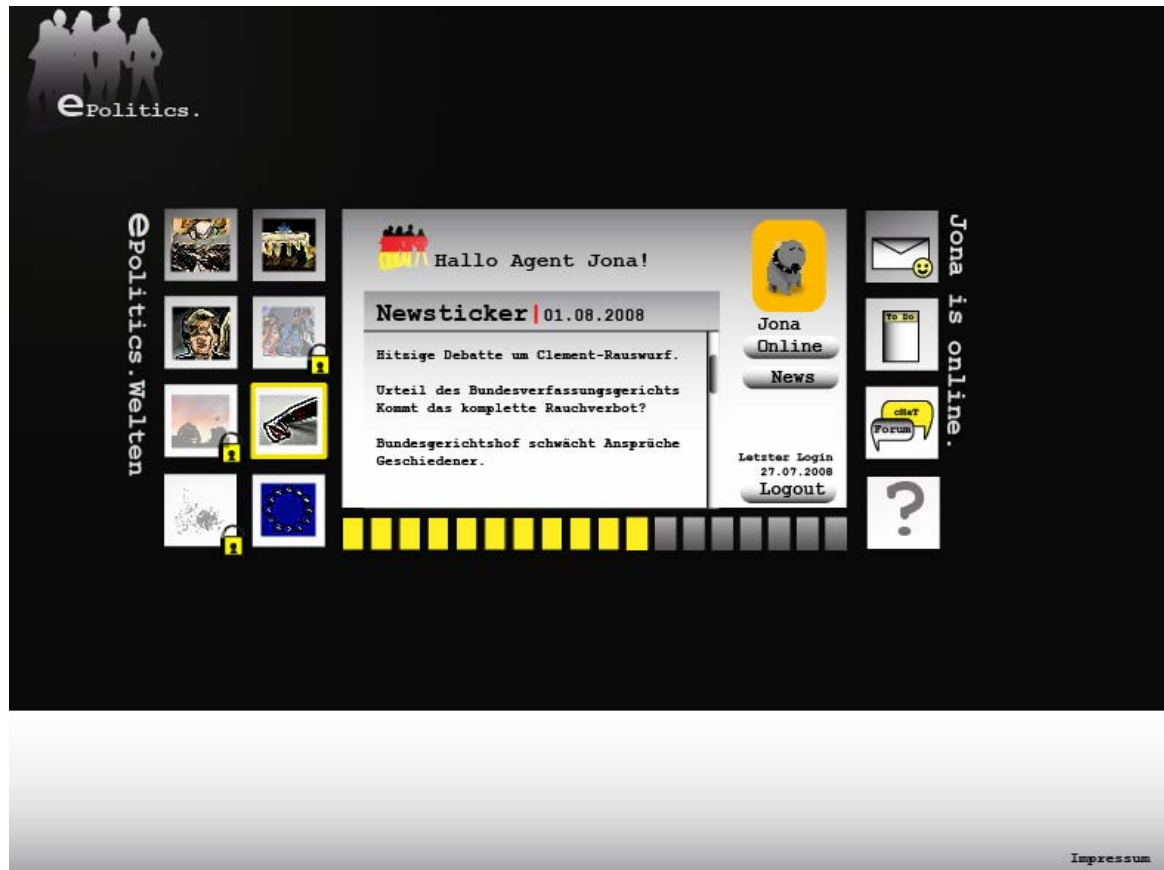 ePolitics.
ePolitics.Welten
Hallo Agent Jona!
Newsticker|01.08.2008
Hitzige Debatte um Clement-Rauswurf.
Urteil des Bundesverfassungsgerichts
Kommt das komplette Rauchverbot?
Bundesgerichtshof schwächt Ansprüche
Geschiedener.
Jona
Online
News
Letzter Login
27.07.2008
Logout
To Do
cHaT
Forum
?
Jona is online.
Impressum